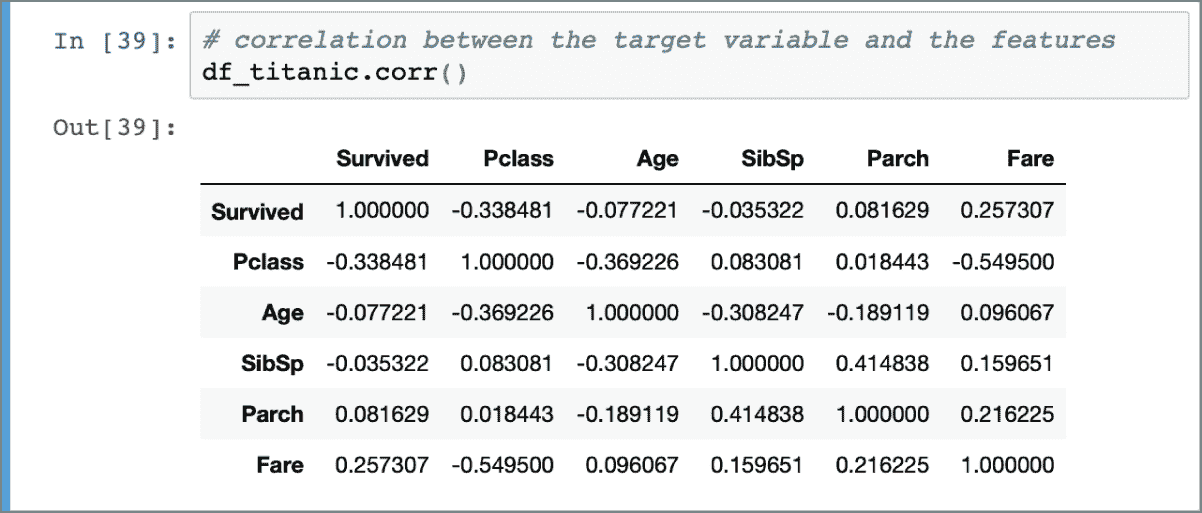 In [39]: # correlation between the target variable and the features
df_titanic.corr()
Out[39]:
Survived Pclass Age SibSp Parch Fare
Survived 1.000000 -0.338481 -0.077221 -0.035322 0.081629 0.257307
Pclass -0.338481 1.000000 -0.369226 0.083081 0.018443 -0.549500
Age -0.077221 -0.369226 1.000000 -0.308247 -0.189119 0.096067
SibSp -0.035322 0.083081 -0.308247 1.000000 0.414838 0.159651
Parch 0.081629 0.018443 -0.189119 0.414838 1.000000 0.216225
Fare 0.257307 -0.549500 0.096067 0.159651 0.216225 1.000000